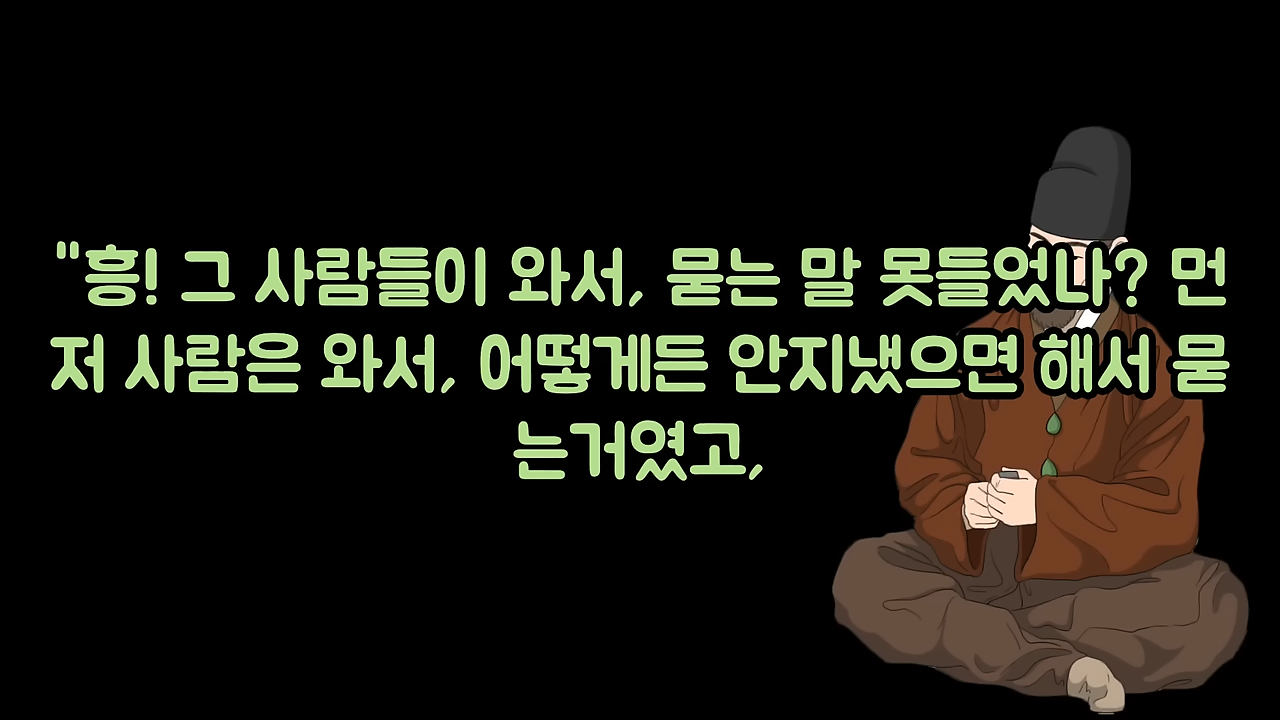 "흥! 그 사람들이 와서, 묻는 말 못들었나? 먼
저 사람은 와서, 어떻게든 안지냈으면 해서 묻
는거였고,